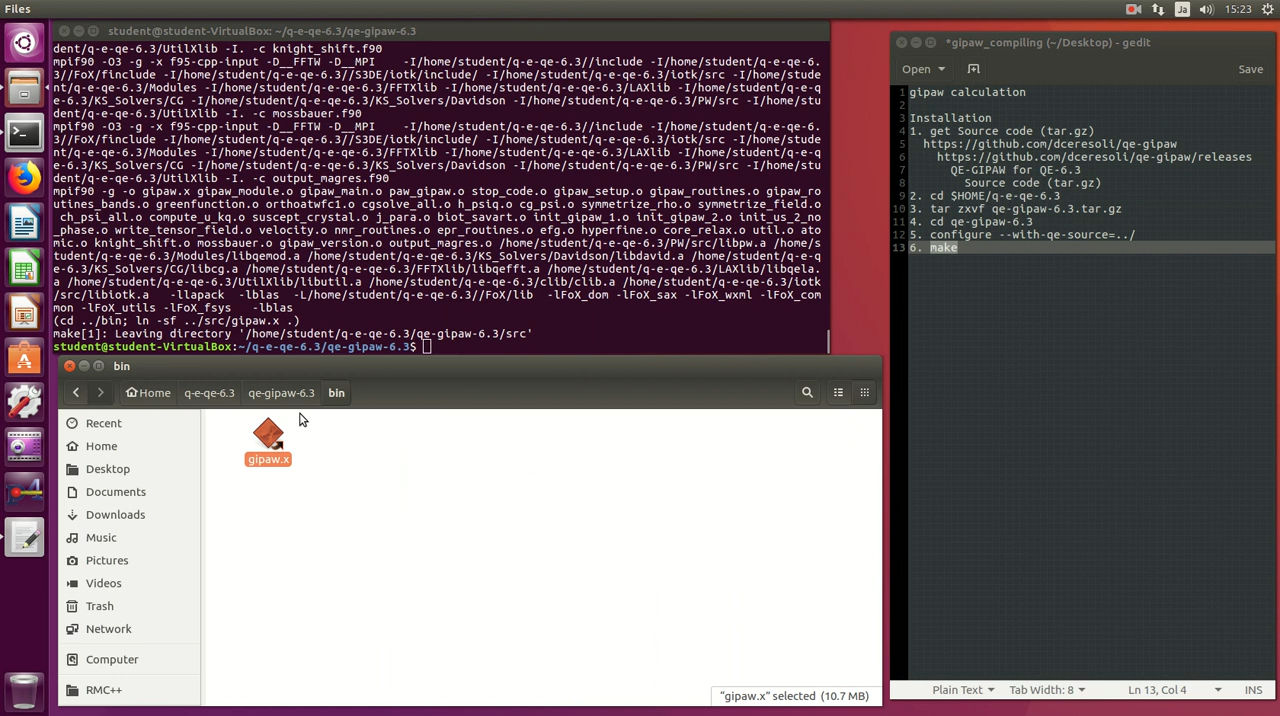 Files
Ja
15:23
student@student-VirtualBox: ~/q-e-qe-6.3/qe-gipaw-6.3
dent/q-e-qe-6.3/UtilXlib -I. -c knight_shift.f90
mpif90 -O3 -g -x f95-cpp-input -D__FFTW -D__MPI    -I/home/student/q-e-qe-6.3//include -I/home/student/q-e-qe-6.
3//FoX/finclude -I/home/student/q-e-qe-6.3//S3DE/iotk/include/ -I/home/student/q-e-qe-6.3/iotk/src -I/home/stude
nt/q-e-qe-6.3/Modules -I/home/student/q-e-qe-6.3/FFTXlib -I/home/student/q-e-qe-6.3/LAXlib -I/home/student/q-e-q
e-6.3/KS_Solvers/CG -I/home/student/q-e-qe-6.3/KS_Solvers/Davidson -I/home/student/q-e-qe-6.3/PW/src -I/home/stu
dent/q-e-qe-6.3/UtilXlib -I. -c mossbauer.f90
mpif90 -O3 -g -x f95-cpp-input -D__FFTW -D__MPI    -I/home/student/q-e-qe-6.3//include -I/home/student/q-e-qe-6.
3//FoX/finclude -I/home/student/q-e-qe-6.3//S3DE/iotk/include/ -I/home/student/q-e-qe-6.3/iotk/src -I/home/stude
nt/q-e-qe-6.3/Modules -I/home/student/q-e-qe-6.3/FFTXlib -I/home/student/q-e-qe-6.3/LAXlib -I/home/student/q-e-q
e-6.3/KS_Solvers/CG -I/home/student/q-e-qe-6.3/KS_Solvers/Davidson -I/home/student/q-e-qe-6.3/PW/src -I/home/stu
dent/q-e-qe-6.3/UtilXlib -I. -c output_magres.f90
mpif90 -g -o gipaw.x gipaw_module.o gipaw_main.o paw_gipaw.o stop_code.o gipaw_setup.o gipaw_routines.o gipaw_ro
utines_bands.o greenfunction.o orthoatwfc1.o cgsolve_all.o h_psiq.o symmetrize_rho.o symmetrize_field.o
 ch_psi_all.o compute_u_kq.o suscept_crystal.o j_para.o biot_savart.o init_gipaw_1.o init_gipaw_2.o init_us_2_no
_phase.o write_tensor_field.o velocity.o nmr_routines.o epr_routines.o efg.o hyperfine.o core_relax.o util.o ato
mic.o knight_shift.o mossbauer.o gipaw_version.o output_magres.o /home/student/q-e-qe-6.3/PW/src/libpw.a /home/s
tudent/q-e-qe-6.3/Modules/libqemod.a /home/student/q-e-qe-6.3/KS_Solvers/Davidson/libdavid.a /home/student/q-e-q
e-6.3/KS_Solvers/CG/libcg.a /home/student/q-e-qe-6.3/FFTXlib/libqefft.a /home/student/q-e-qe-6.3/LAXlib/libqela.
a /home/student/q-e-qe-6.3/UtilXlib/libutil.a /home/student/q-e-qe-6.3/clib/clib.a /home/student/q-e-qe-6.3/iotk
/src/libiotk.a  -llapack  -lblas  -L/home/student/q-e-qe-6.3//FoX/lib  -lFoX_dom -lFoX_sax -lFoX_wxml -lFoX_com
mon -lFoX_utils -lFoX_fsys   -lblas
(cd ../bin; ln -sf ../src/gipaw.x .)
make[1]: Leaving directory '/home/student/q-e-qe-6.3/qe-gipaw-6.3/src'
student@student-VirtualBox:~/q-e-qe-6.3/qe-gipaw-6.3$
bin
Home
q-e-qe-6.3
qe-gipaw-6.3
bin
Recent
Home
Desktop
Documents
Downloads
Music
Pictures
Videos
Trash
Network
Computer
RMC++
gipaw.x
"gipaw.x" selected (10.7 MB)
*gipaw_compiling (~/Desktop) - gedit
Open
Save
1 gipaw calculation
2
3 Installation
4 1. get Source code (tar.gz)
5 https://github.com/dceresoli/qe-gipaw
6 https://github.com/dceresoli/qe-gipaw/releases
7 QE-GIPAW for QE-6.3
8 Source code (tar.gz)
9 2. cd $HOME/q-e-qe-6.3
10 3. tar zxvf qe-gipaw-6.3.tar.gz
11 4. cd qe-gipaw-6.3
12 5. configure --with-qe-source=../
13 6. make
Plain Text
Tab Width: 8
Ln 13, Col 4
INS